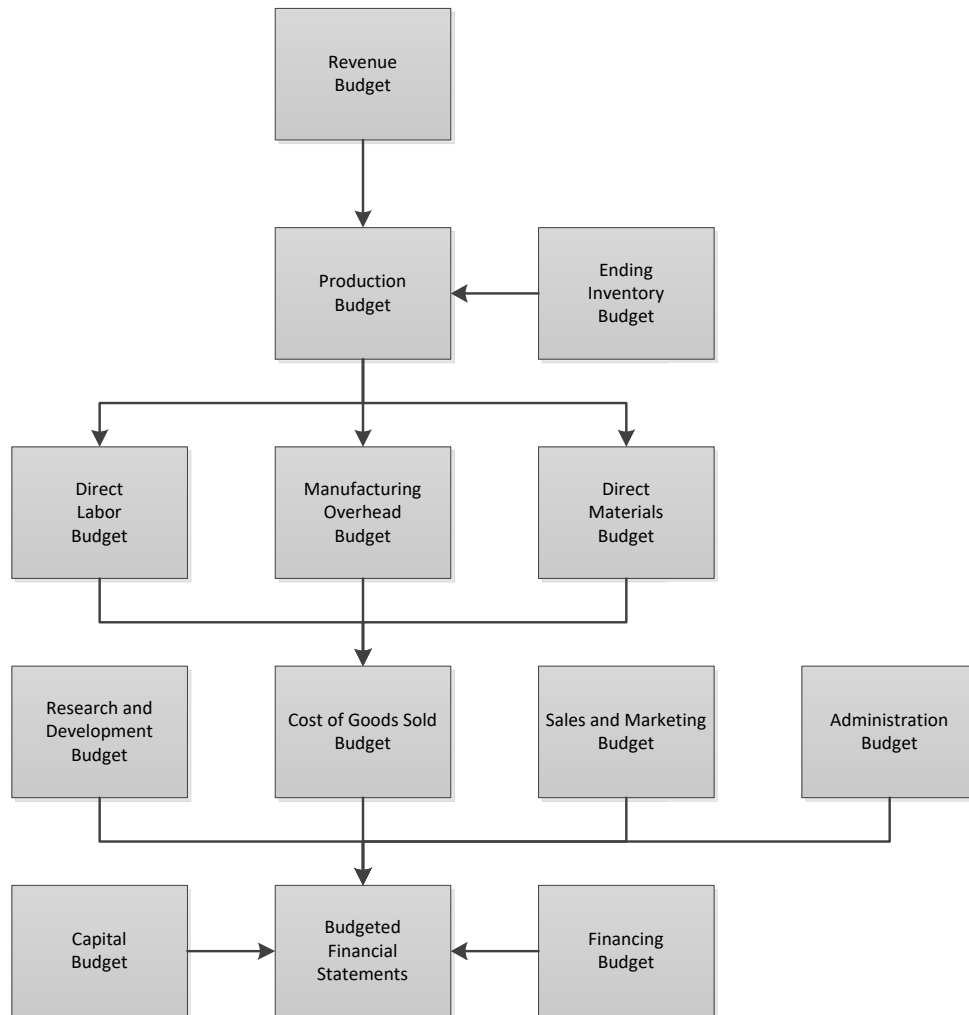 Revenue
Budget
Production
Budget
Ending
Inventory
Budget
Direct
Labor
Budget
Manufacturing
Overhead
Budget
Direct
Materials
Budget
Research and
Development
Budget
Cost of Goods Sold
Budget
Sales and Marketing
Budget
Administration
Budget
Capital
Budget
Budgeted
Financial
Statements
Financing
Budget